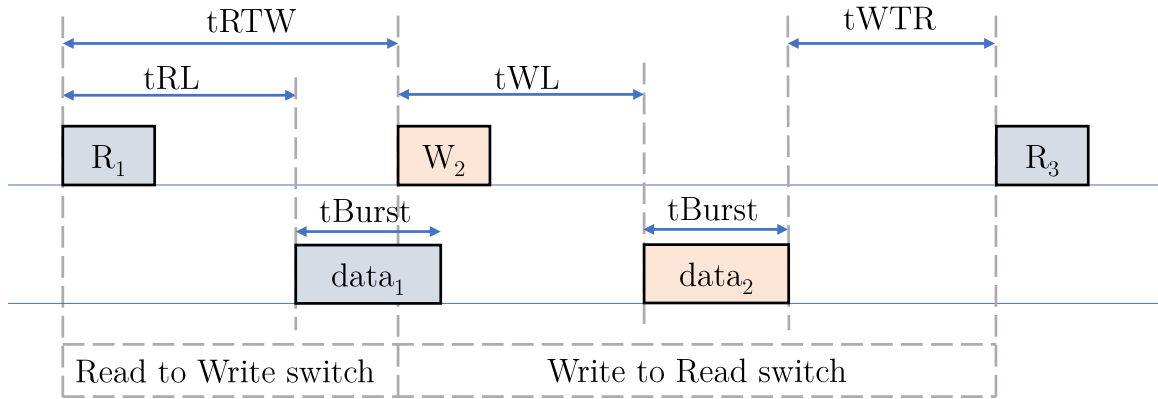 tRTW
tWTR
tRL
tWL
R₁
W₂
R₃
tBurst
tBurst
data₁
data₂
Read to Write switch
Write to Read switch